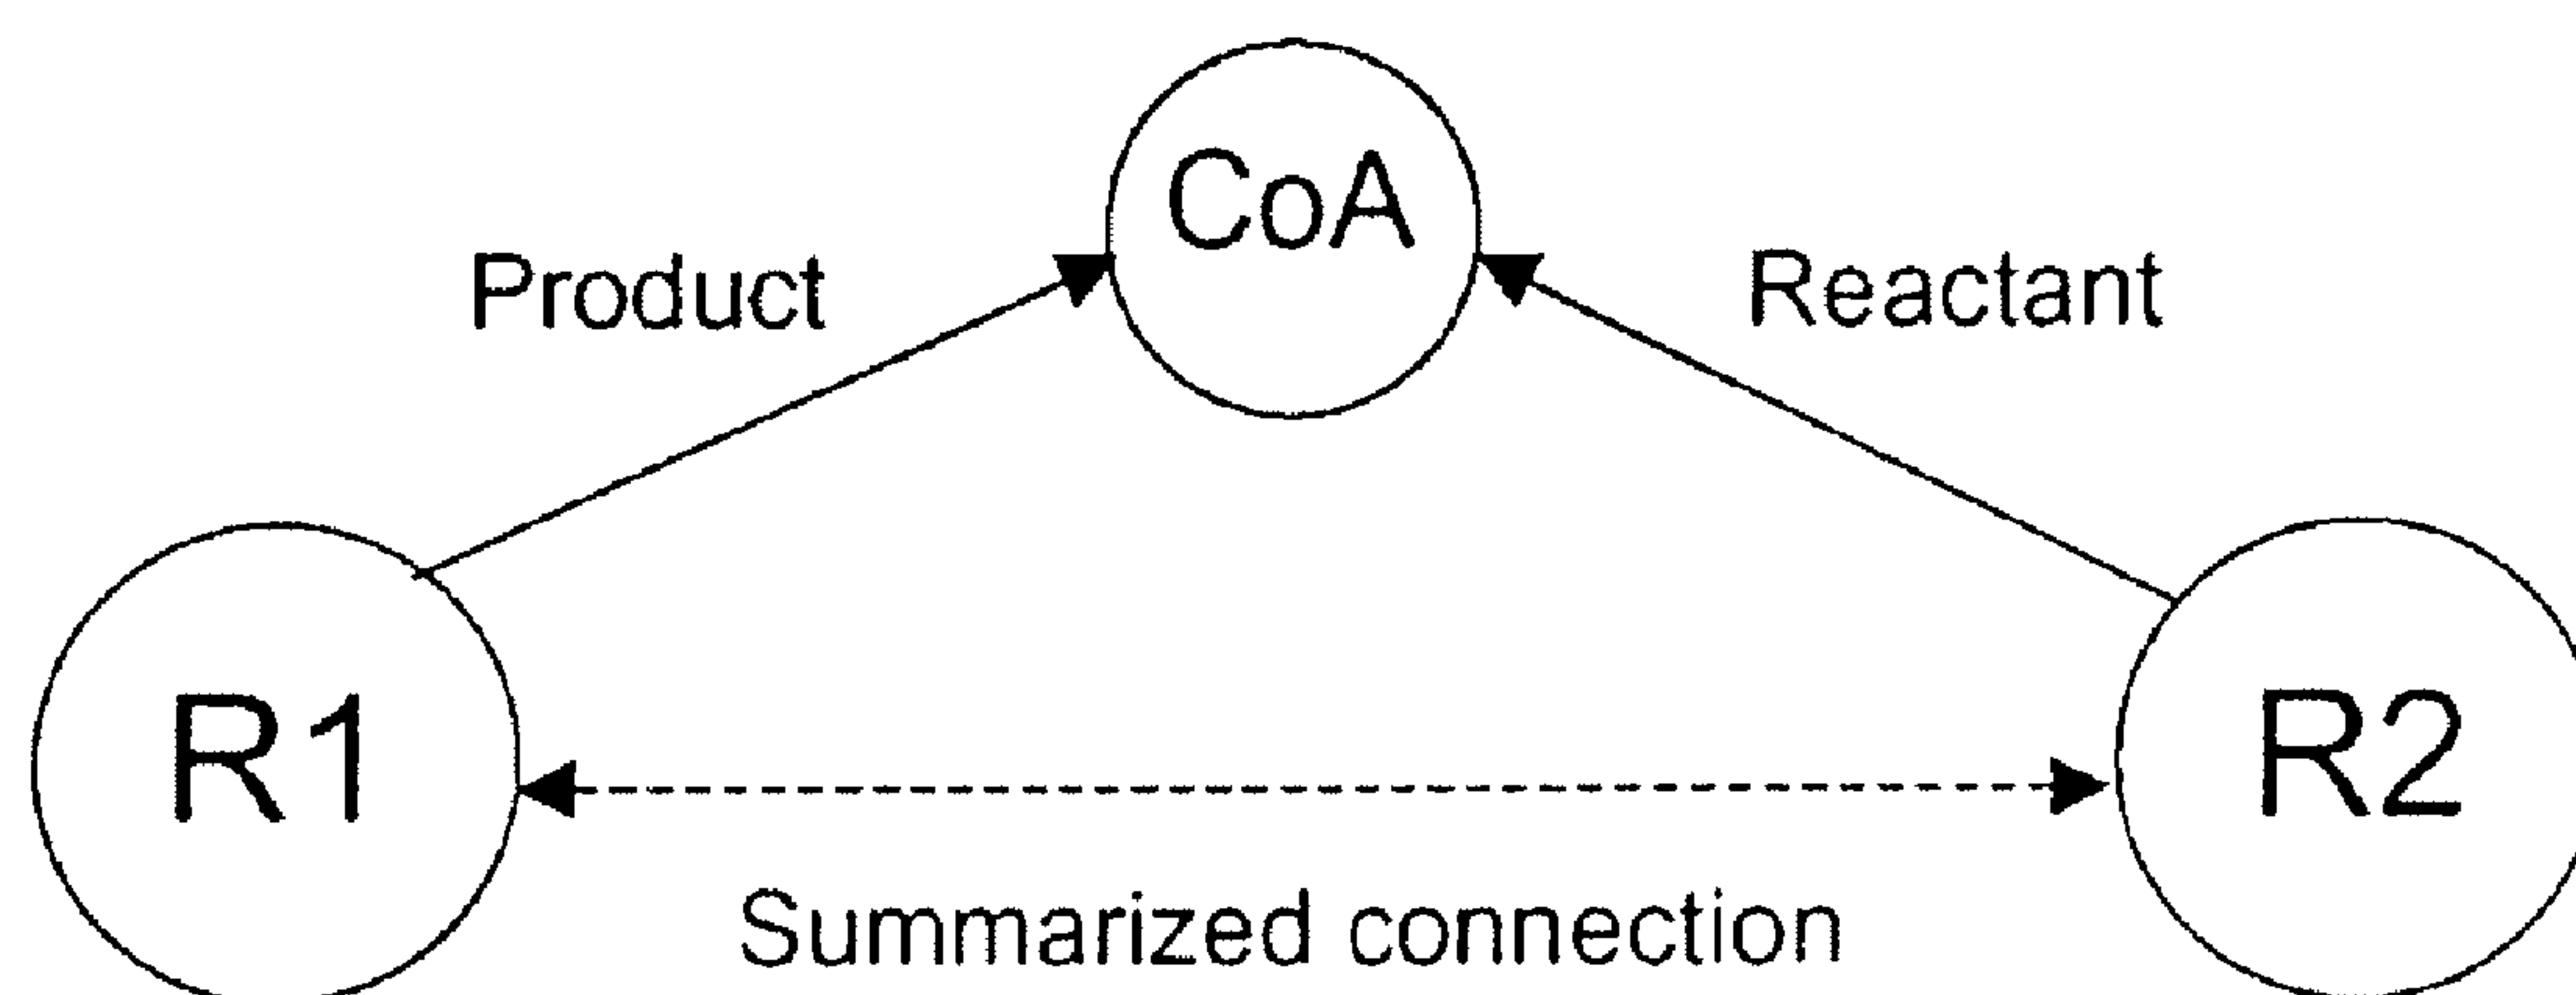 CoA
Product
Reactant
R1
R2
Summarized connection